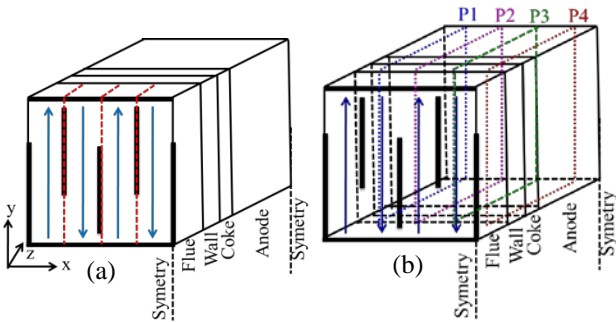 P1 P2 P3 P4
y
z
x
(a)
Symetry
Flue
Wall
Coke
Anode
Symetry
(b)
Symetry
Flue
Wall
Coke
Anode
Symetry